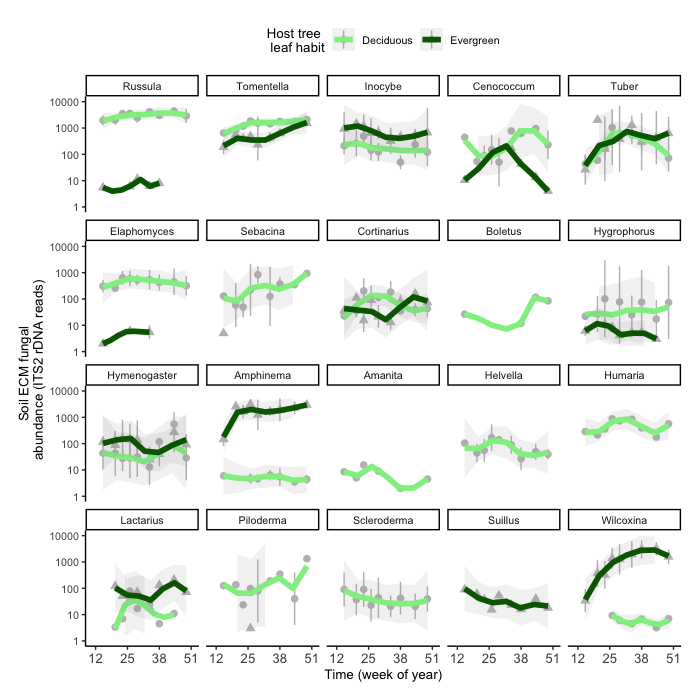 Host tree
leaf habit
Deciduous
Evergreen
Russula
Tomentella
Inocybe
Cenococcum
Tuber
10000
1000
100
10
1
Elaphomyces
Sebacina
Cortinarius
Boletus
Hygrophorus
10000
1000
100
10
1
Soil ECM fungal
abundance (ITS2 rDNA reads)
Hymenogaster
Amphinema
Amanita
Helvella
Humaria
10000
1000
100
10
1
Lactarius
Piloderma
Scleroderma
Suillus
Wilcoxina
10000
1000
100
10
1
12 25 38 51 12 25 38 51 12 25 38 51 12 25 38 51 12 25 38 51
Time (week of year)